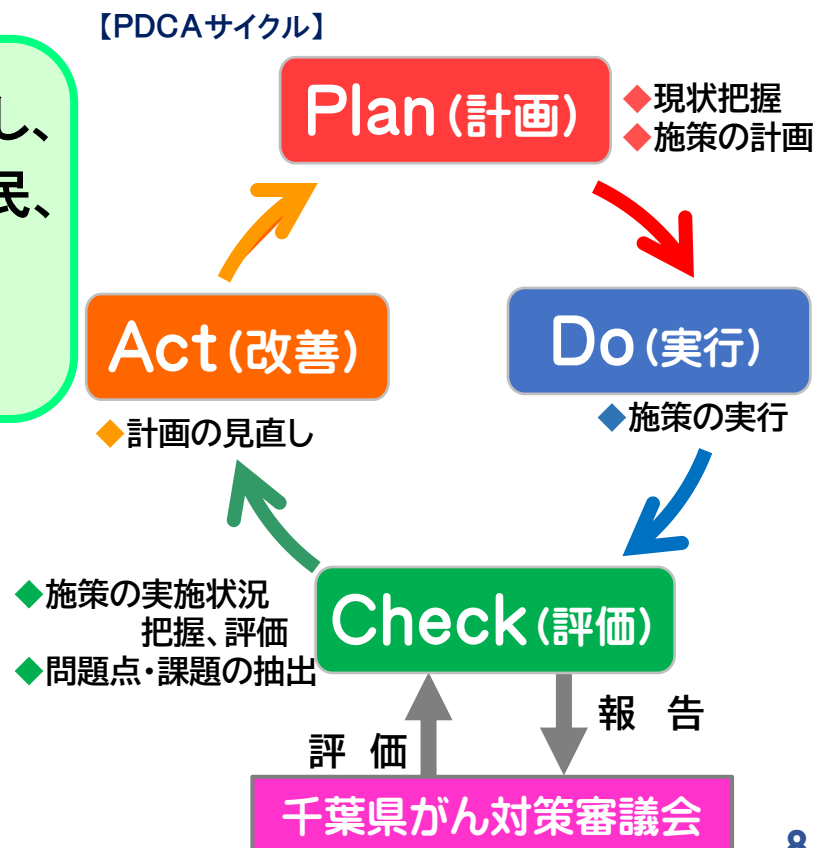 【PDCAサイクル】
し、
民、
Plan(計画)
◆現状把握
◆施策の計画
Act(改善)
◆計画の見直し
Do(実行)
◆施策の実行
◆施策の実施状況
把握、評価
◆問題点・課題の抽出
Check(評価)
評 価
報 告
千葉県がん対策審議会
8